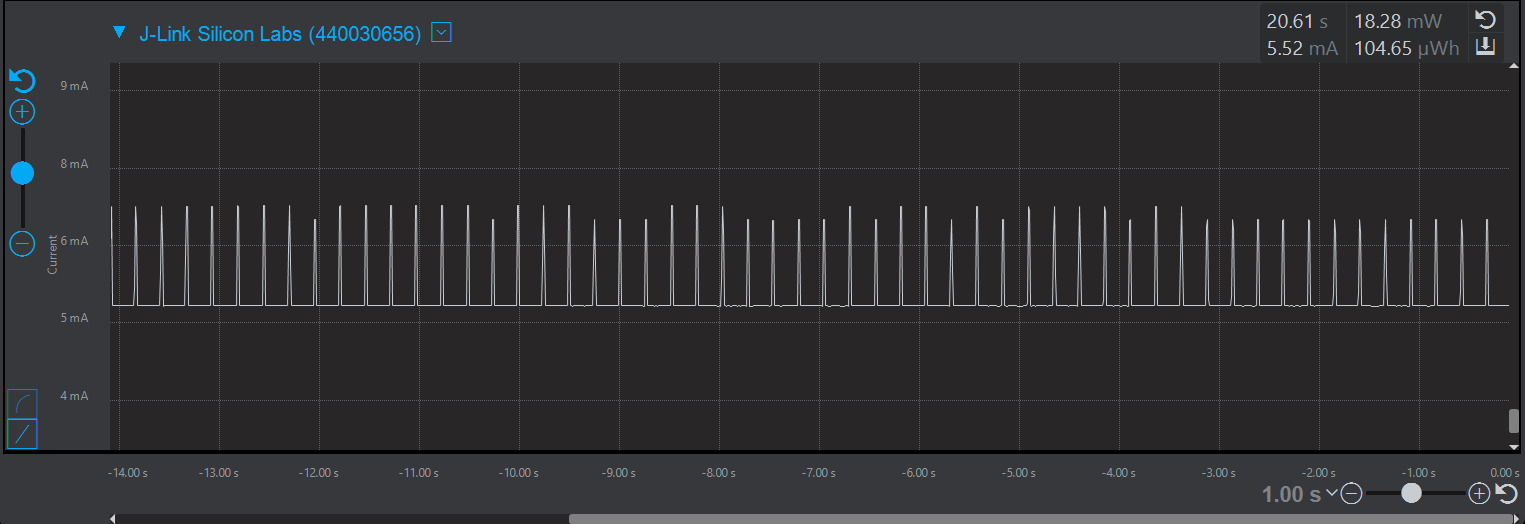 J-Link Silicon Labs (440030656)
20.61 s 18.28 mW
5.52 mA 104.65 µWh
9 mA
8 mA
6 mA
5 mA
4 mA
Current
-14.00 s -13.00 s -12.00 s -11.00 s -10.00 s -9.00 s -8.00 s -7.00 s -6.00 s -5.00 s -4.00 s -3.00 s -2.00 s -1.00 s 0.00 s
1.00 s